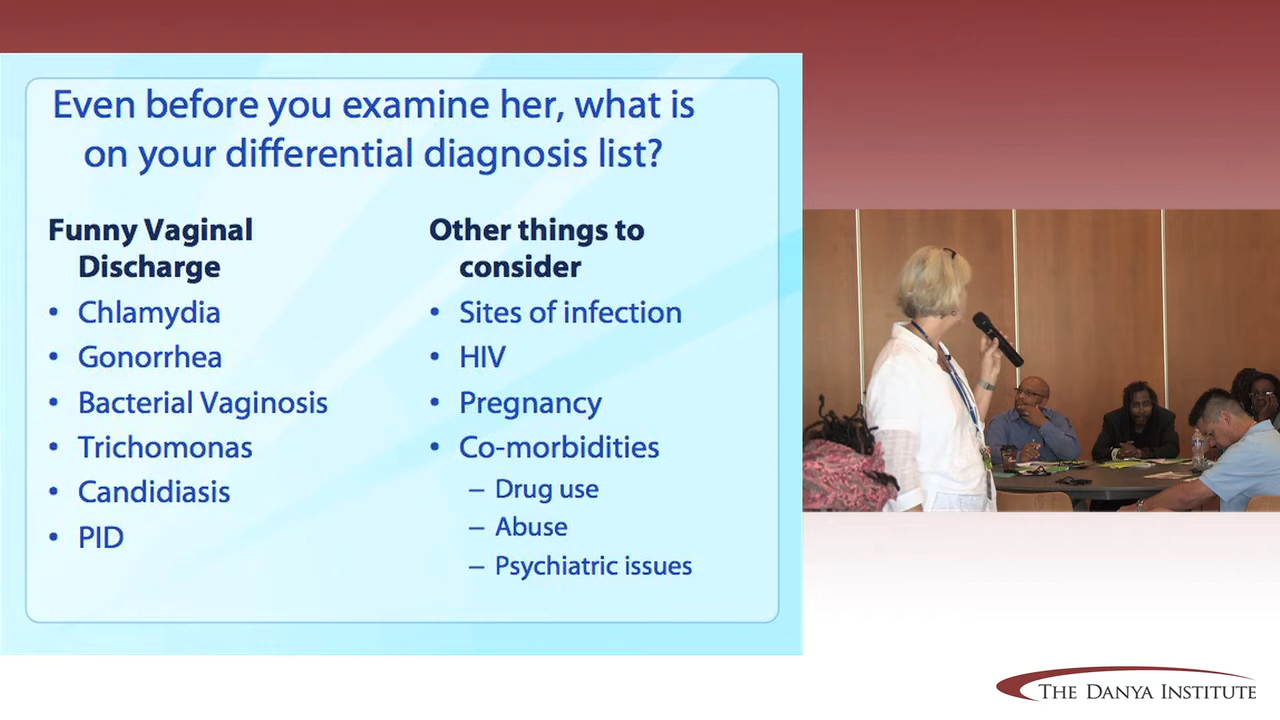 Even before you examine her, what is
on your differential diagnosis list?
Funny Vaginal
Discharge
• Chlamydia
• Gonorrhea
• Bacterial Vaginosis
• Trichomonas
• Candidiasis
• PID
Other things to
consider
• Sites of infection
• HIV
• Pregnancy
• Co-morbidities
– Drug use
– Abuse
– Psychiatric issues
THE DANYA INSTITUTE